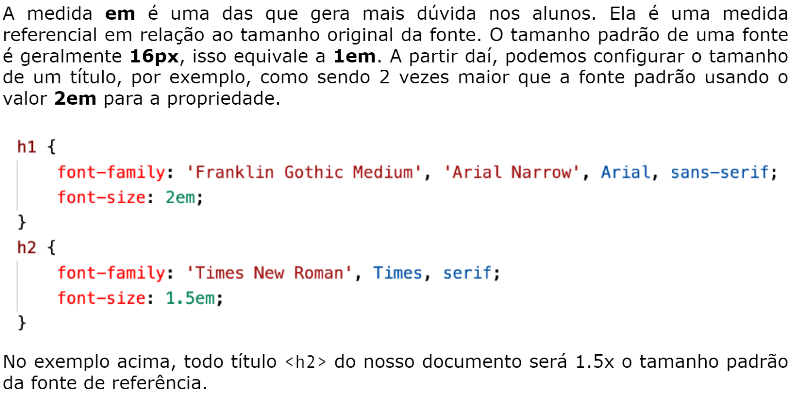 A medida em é uma das que gera mais dúvida nos alunos. Ela é uma medida
referencial em relação ao tamanho original da fonte. O tamanho padrão de uma fonte
é geralmente 16px, isso equivale a 1em. A partir daí, podemos configurar o tamanho
de um título, por exemplo, como sendo 2 vezes maior que a fonte padrão usando o
valor 2em para a propriedade.
h1 {
    font-family: 'Franklin Gothic Medium', 'Arial Narrow', Arial, sans-serif;
    font-size: 2em;
}
h2 {
    font-family: 'Times New Roman', Times, serif;
    font-size: 1.5em;
}
No exemplo acima, todo título <h2> do nosso documento será 1.5x o tamanho padrão
da fonte de referência.